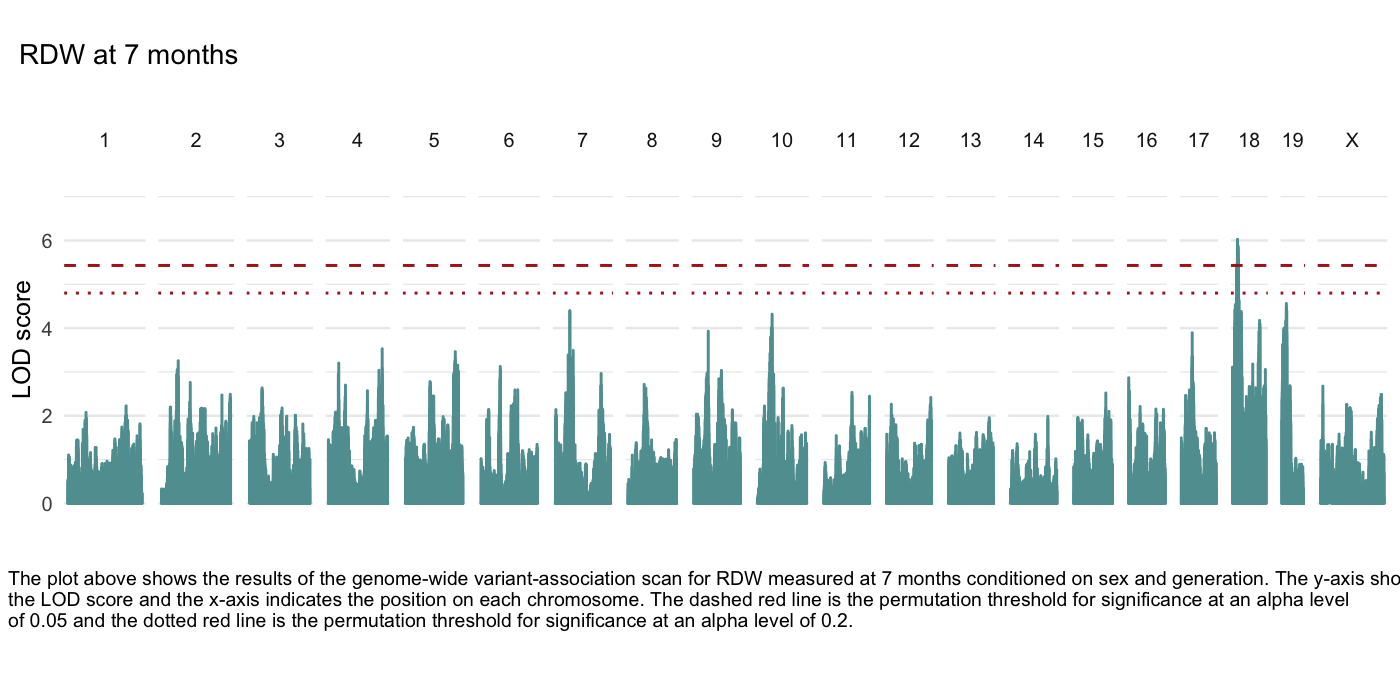 RDW at 7 months
1 2 3 4 5 6 7 8 9 10 11 12 13 14 15 16 17 18 19 X
6
4
2
0
LOD score
The plot above shows the results of the genome-wide variant-association scan for RDW measured at 7 months conditioned on sex and generation. The y-axis sho
the LOD score and the x-axis indicates the position on each chromosome. The dashed red line is the permutation threshold for significance at an alpha level
of 0.05 and the dotted red line is the permutation threshold for significance at an alpha level of 0.2.